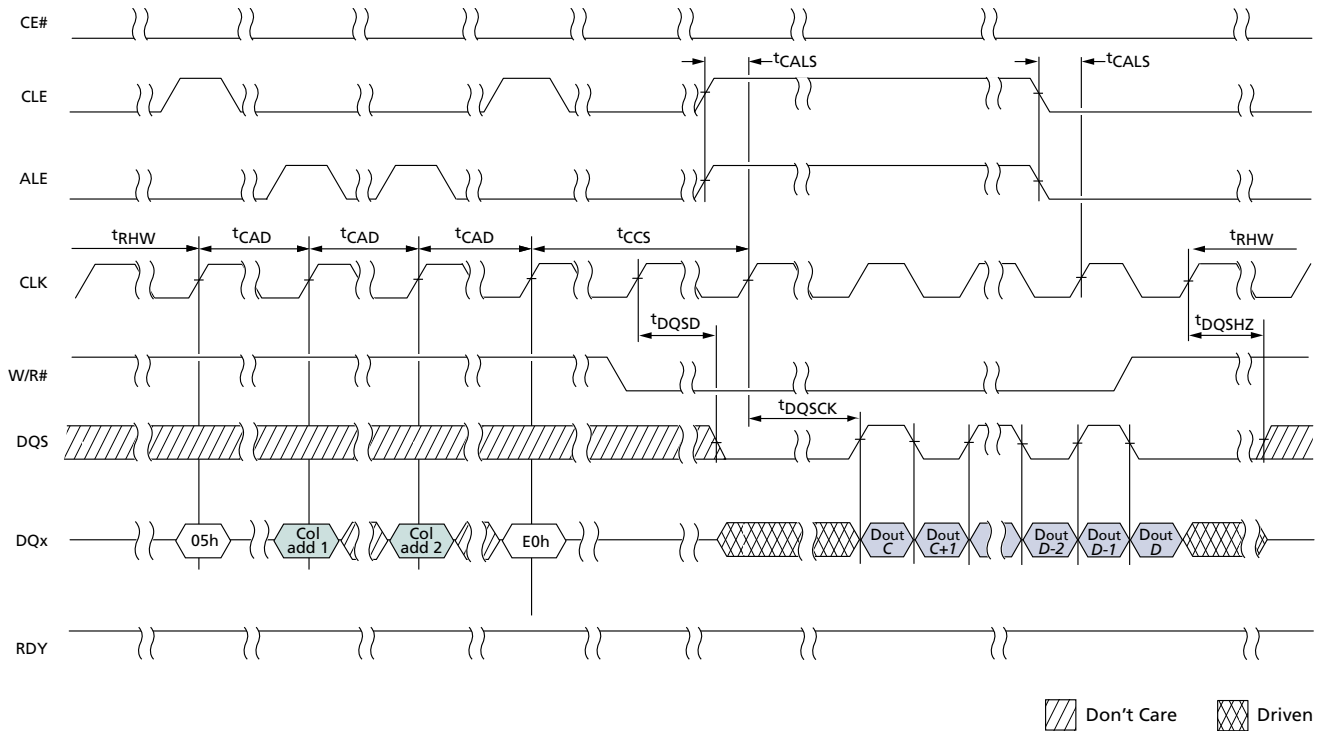 CE#
tCALS
tCALS
CLE
ALE
tRHW
tCAD
tCAD
tCAD
tCCS
tRHW
CLK
tDQSD
tDQSHZ
W/R#
tDQSCK
DQS
DQx
05h
Col
add 1
Col
add 2
E0h
Dout
C
Dout
C+1
Dout
D-2
Dout
D-1
Dout
D
RDY
Don't Care
Driven